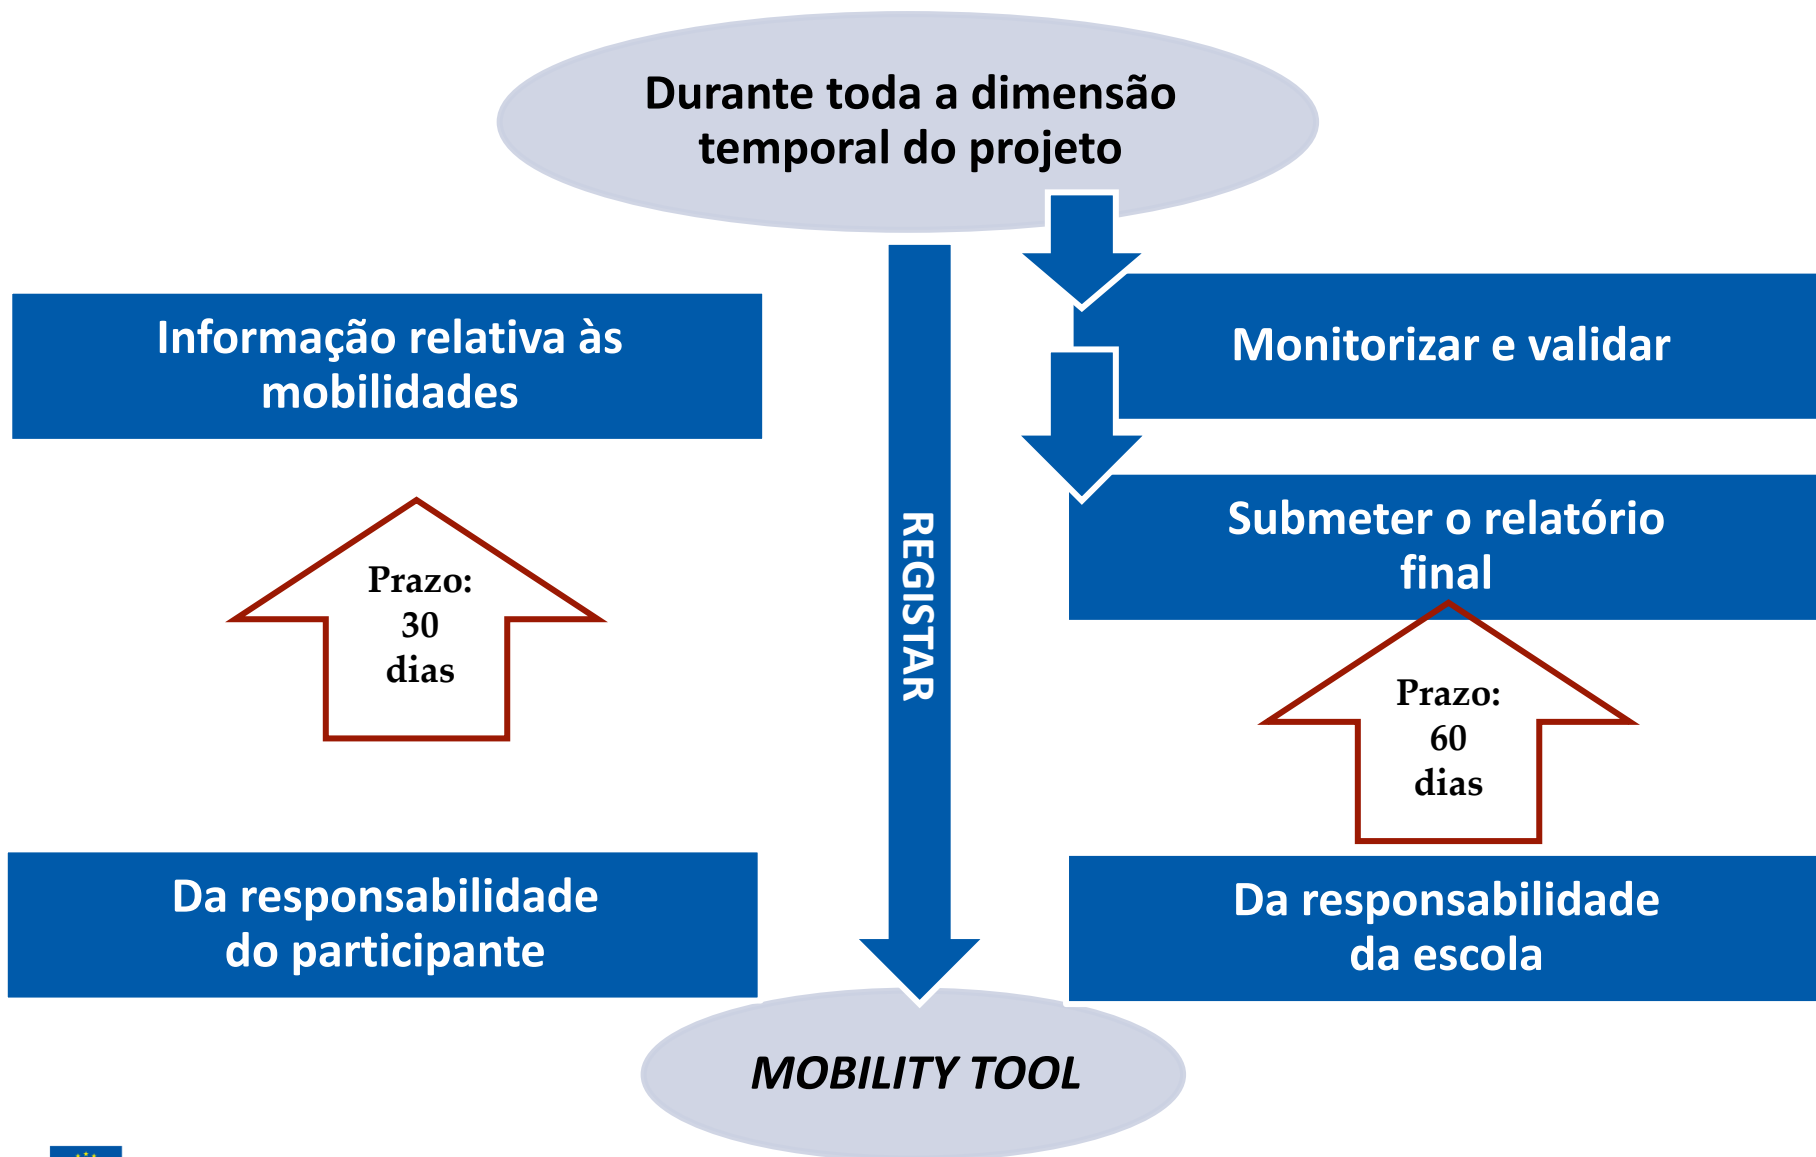 Durante toda a dimensão
temporal do projeto
Informação relativa às
mobilidades
Monitorizar e validar
Submeter o relatório
final
REGISTAR
Prazo:
30
dias
Prazo:
60
dias
Da responsabilidade
do participante
Da responsabilidade
da escola
MOBILITY TOOL